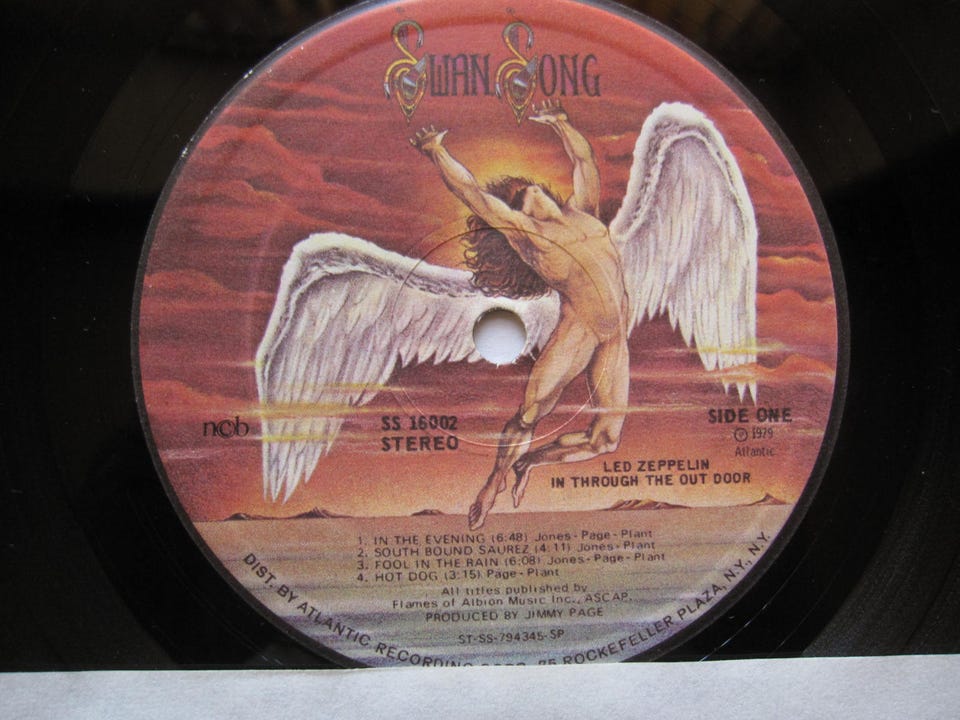 SWAN SONG
ncb
SS 16002
STEREO
SIDE ONE
℗ 1979
Atlantic
LED ZEPPELIN
IN THROUGH THE OUT DOOR
1. IN THE EVENING (6:48) Jones - Page - Plant
2. SOUTH BOUND SAUREZ (4:11) Jones - Plant
3. FOOL IN THE RAIN (6:08) Jones - Page - Plant
4. HOT DOG (3:15) Page - Plant
All titles published by
Flames of Albion Music Inc., ASCAP.
PRODUCED BY JIMMY PAGE
ST-SS-794345-SP
DIST. BY ATLANTIC RECORDING CORP., 75 ROCKEFELLER PLAZA, N.Y., N.Y.